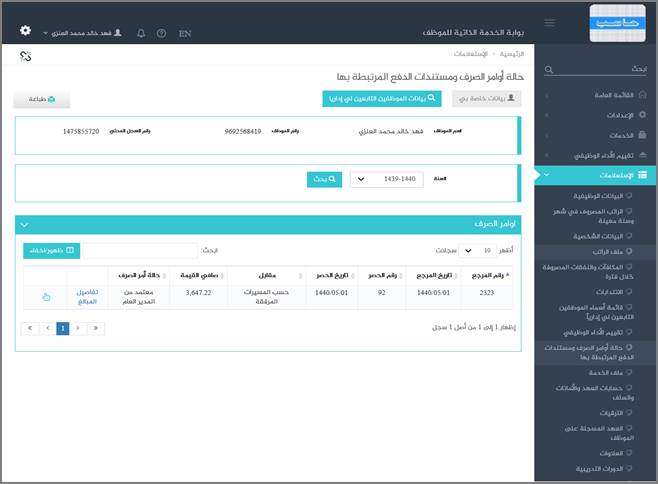 حاسب
بوابة الخدمة الذاتية للموظف
EN
فهد خالد محمد العنزي
ابحث
القائمة العامة
الإعدادات
الخدمات
تقييم الأداء الوظيفي
الإستعلامات
البيانات الوظيفية
الراتب المصروف في شهر
وسنة معينة
البيانات الشخصية
ملف الراتب
المكافآت والنفقات المصروفة
خلال فترة
الانتدابات
قائمة أسماء الموظفين
التابعين لي إدارياً
تقييم الأداء الوظيفي
حالة أوامر الصرف ومستندات
الدفع المرتبطة بها
ملف الخدمة
حسابات العهد والأمانات
والسلف
الترقيات
العهد المسجلة على
الموظف
العلاوات
الدورات التدريبية
الرئيسية - الإستعلامات
حالة أوامر الصرف ومستندات الدفع المرتبطة بها
بيانات خاصة بي
بيانات الموظفين التابعين لي إداريا
طباعة
اسم الموظف فهد خالد محمد العنزي رقم الموظف 9692568419 رقم السجل المدني 1475855720
السنة 1439-1440 بحث
اوامر الصرف
أظهر 10 سجلات ابحث: ظهور/اخفاء
رقم المرجع تاريخ المرجع رقم الحصر تاريخ الحصر مقابل صافي القيمة حالة أمر الصرف
2323 1440/05/01 92 1440/05/01 حسب المسيرات المرفقة 3,647.22 معتمد من المدير العام تفاصيل المبالغ
إظهار 1 إلى 1 من أصل 1 سجل
« ‹ 1 › »